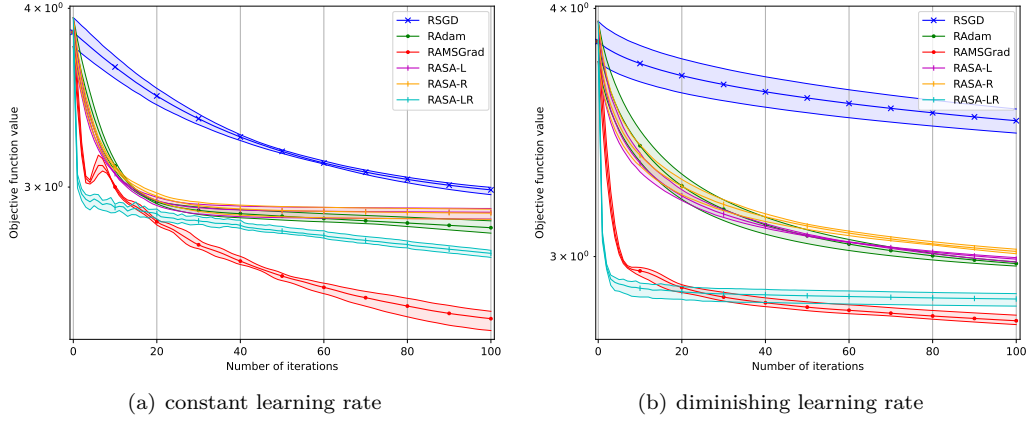 4 × 10⁰
3 × 10⁰
Objective function value
RSGD
RAdam
RAMSGrad
RASA-L
RASA-R
RASA-LR
0 20 40 60 80 100
Number of iterations
(a) constant learning rate
4 × 10⁰
3 × 10⁰
Objective function value
RSGD
RAdam
RAMSGrad
RASA-L
RASA-R
RASA-LR
0 20 40 60 80 100
Number of iterations
(b) diminishing learning rate